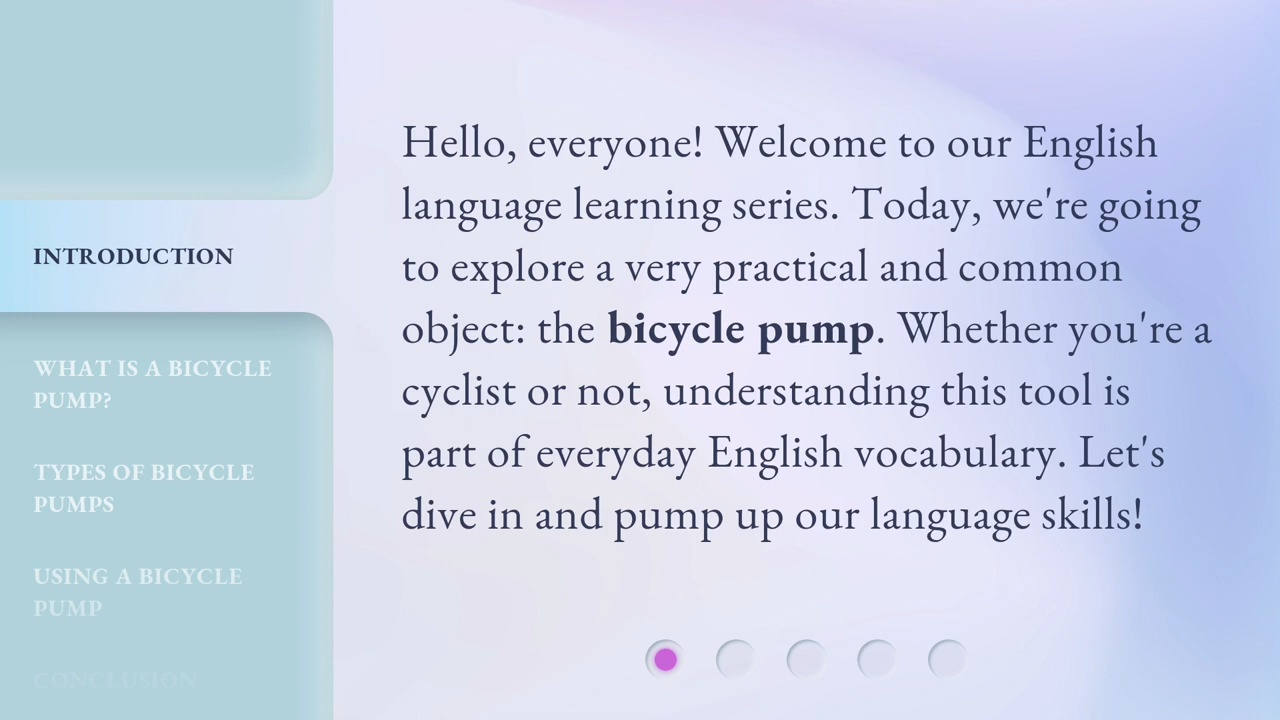 INTRODUCTION
WHAT IS A BICYCLE
PUMP?
TYPES OF BICYCLE
PUMPS
USING A BICYCLE
PUMP
CONCLUSION
Hello, everyone! Welcome to our English
language learning series. Today, we're going
to explore a very practical and common
object: the bicycle pump. Whether you're a
cyclist or not, understanding this tool is
part of everyday English vocabulary. Let's
dive in and pump up our language skills!